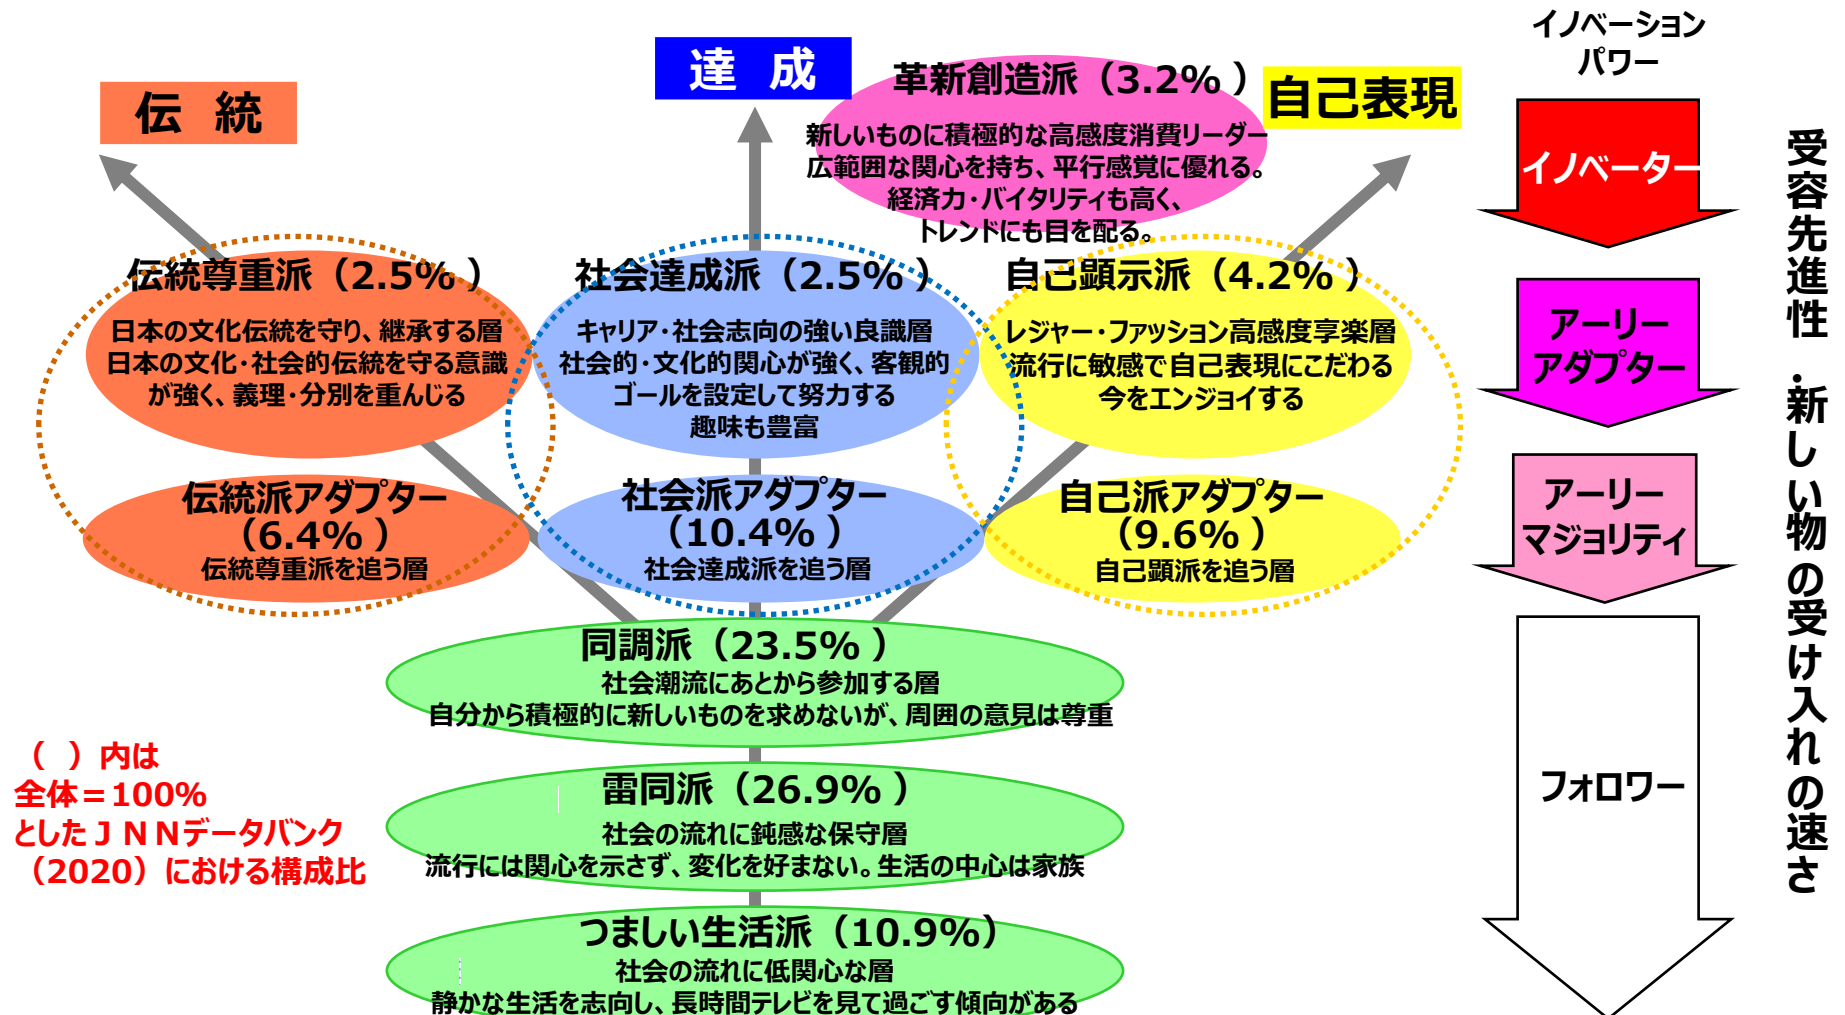 イノベーション
パワー
伝 統
達 成
自己表現
革新創造派（3.2% ）
新しいものに積極的な高感度消費リーダー
広範囲な関心を持ち、平行感覚に優れる。
経済力・バイタリティも高く、
トレンドにも目を配る。
伝統尊重派（2.5% ）
日本の文化伝統を守り、継承する層
日本の文化・社会的伝統を守る意識
が強く、義理・分別を重んじる
社会達成派（2.5% ）
キャリア・社会志向の強い良識層
社会的・文化的関心が強く、客観的
ゴールを設定して努力する
趣味も豊富
自己顕示派（4.2% ）
レジャー・ファッション高感度享楽層
流行に敏感で自己表現にこだわる
今をエンジョイする
伝統派アダプター
（6.4% ）
伝統尊重派を追う層
社会派アダプター
（10.4% ）
社会達成派を追う層
自己派アダプター
（9.6% ）
自己顕派を追う層
同調派（23.5% ）
社会潮流にあとから参加する層
自分から積極的に新しいものを求めないが、周囲の意見は尊重
雷同派（26.9% ）
社会の流れに鈍感な保守層
流行には関心を示さず、変化を好まない。生活の中心は家族
つましい生活派（10.9%）
社会の流れに低関心な層
静かな生活を志向し、長時間テレビを見て過ごす傾向がある
（ ）内は
全体＝100%
としたＪＮＮデータバンク
（2020）における構成比
イノベーター
アーリー
アダプター
アーリー
マジョリティ
フォロワー
受容先進性：新しい物の受け入れの速さ